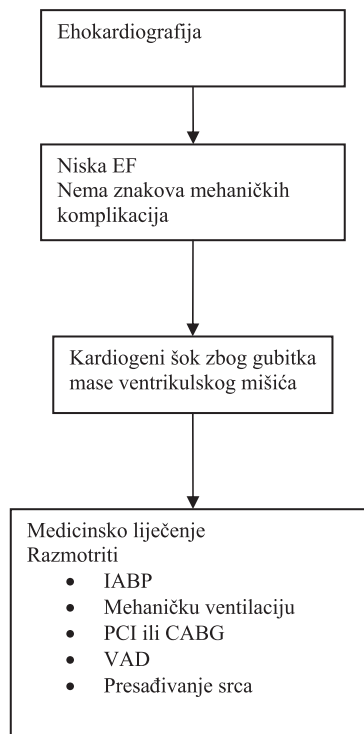 Ehokardiografija
Niska EF
Nema znakova mehaničkih
komplikacija
Kardiogeni šok zbog gubitka
mase ventrikulskog mišića
Medicinsko liječenje
Razmotriti
• IABP
• Mehaničku ventilaciju
• PCI ili CABG
• VAD
• Presađivanje srca